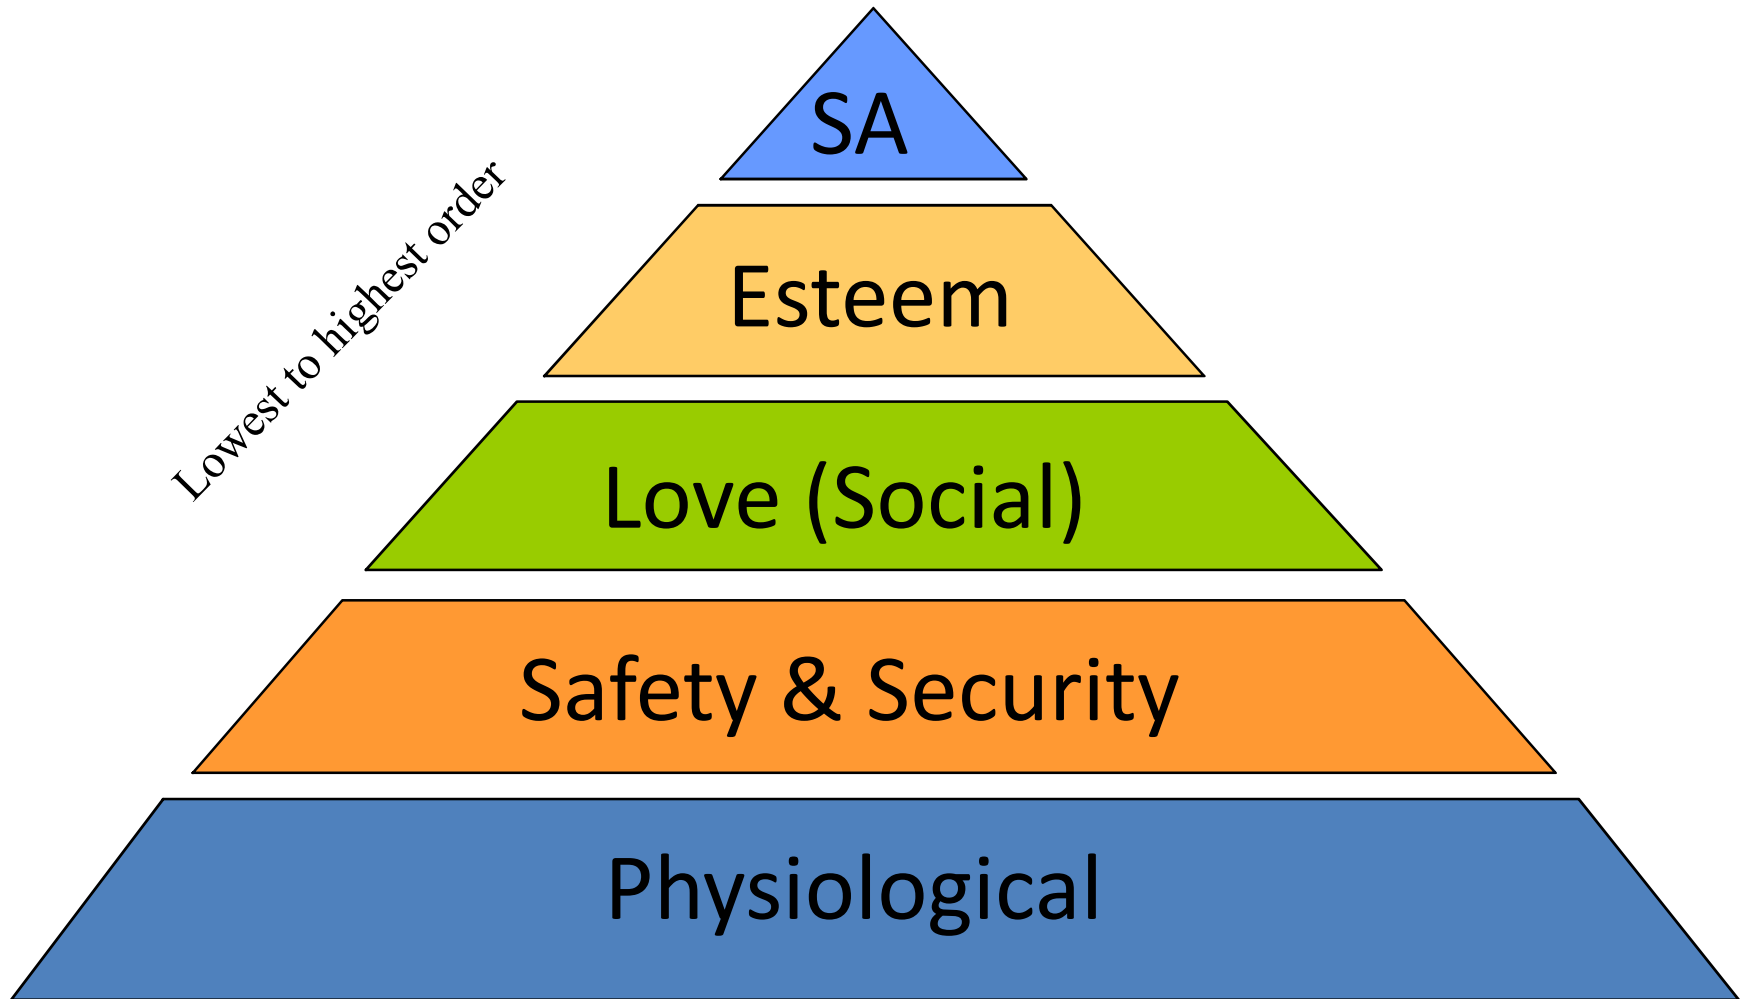 SA
Lowest to highest order
Esteem
Love (Social)
Safety & Security
Physiological